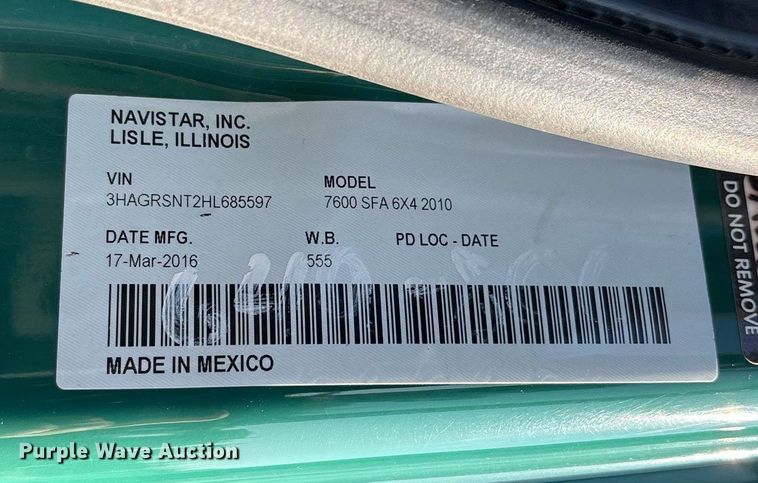 NAVISTAR, INC.
LISLE, ILLINOIS
VIN
3HAGRSNT2HL685597
MODEL
7600 SFA 6X4 2010
DATE MFG.
17-Mar-2016
W.B.
555
PD LOC - DATE
MADE IN MEXICO
DO NOT REMOVE
Purple Wave Auction